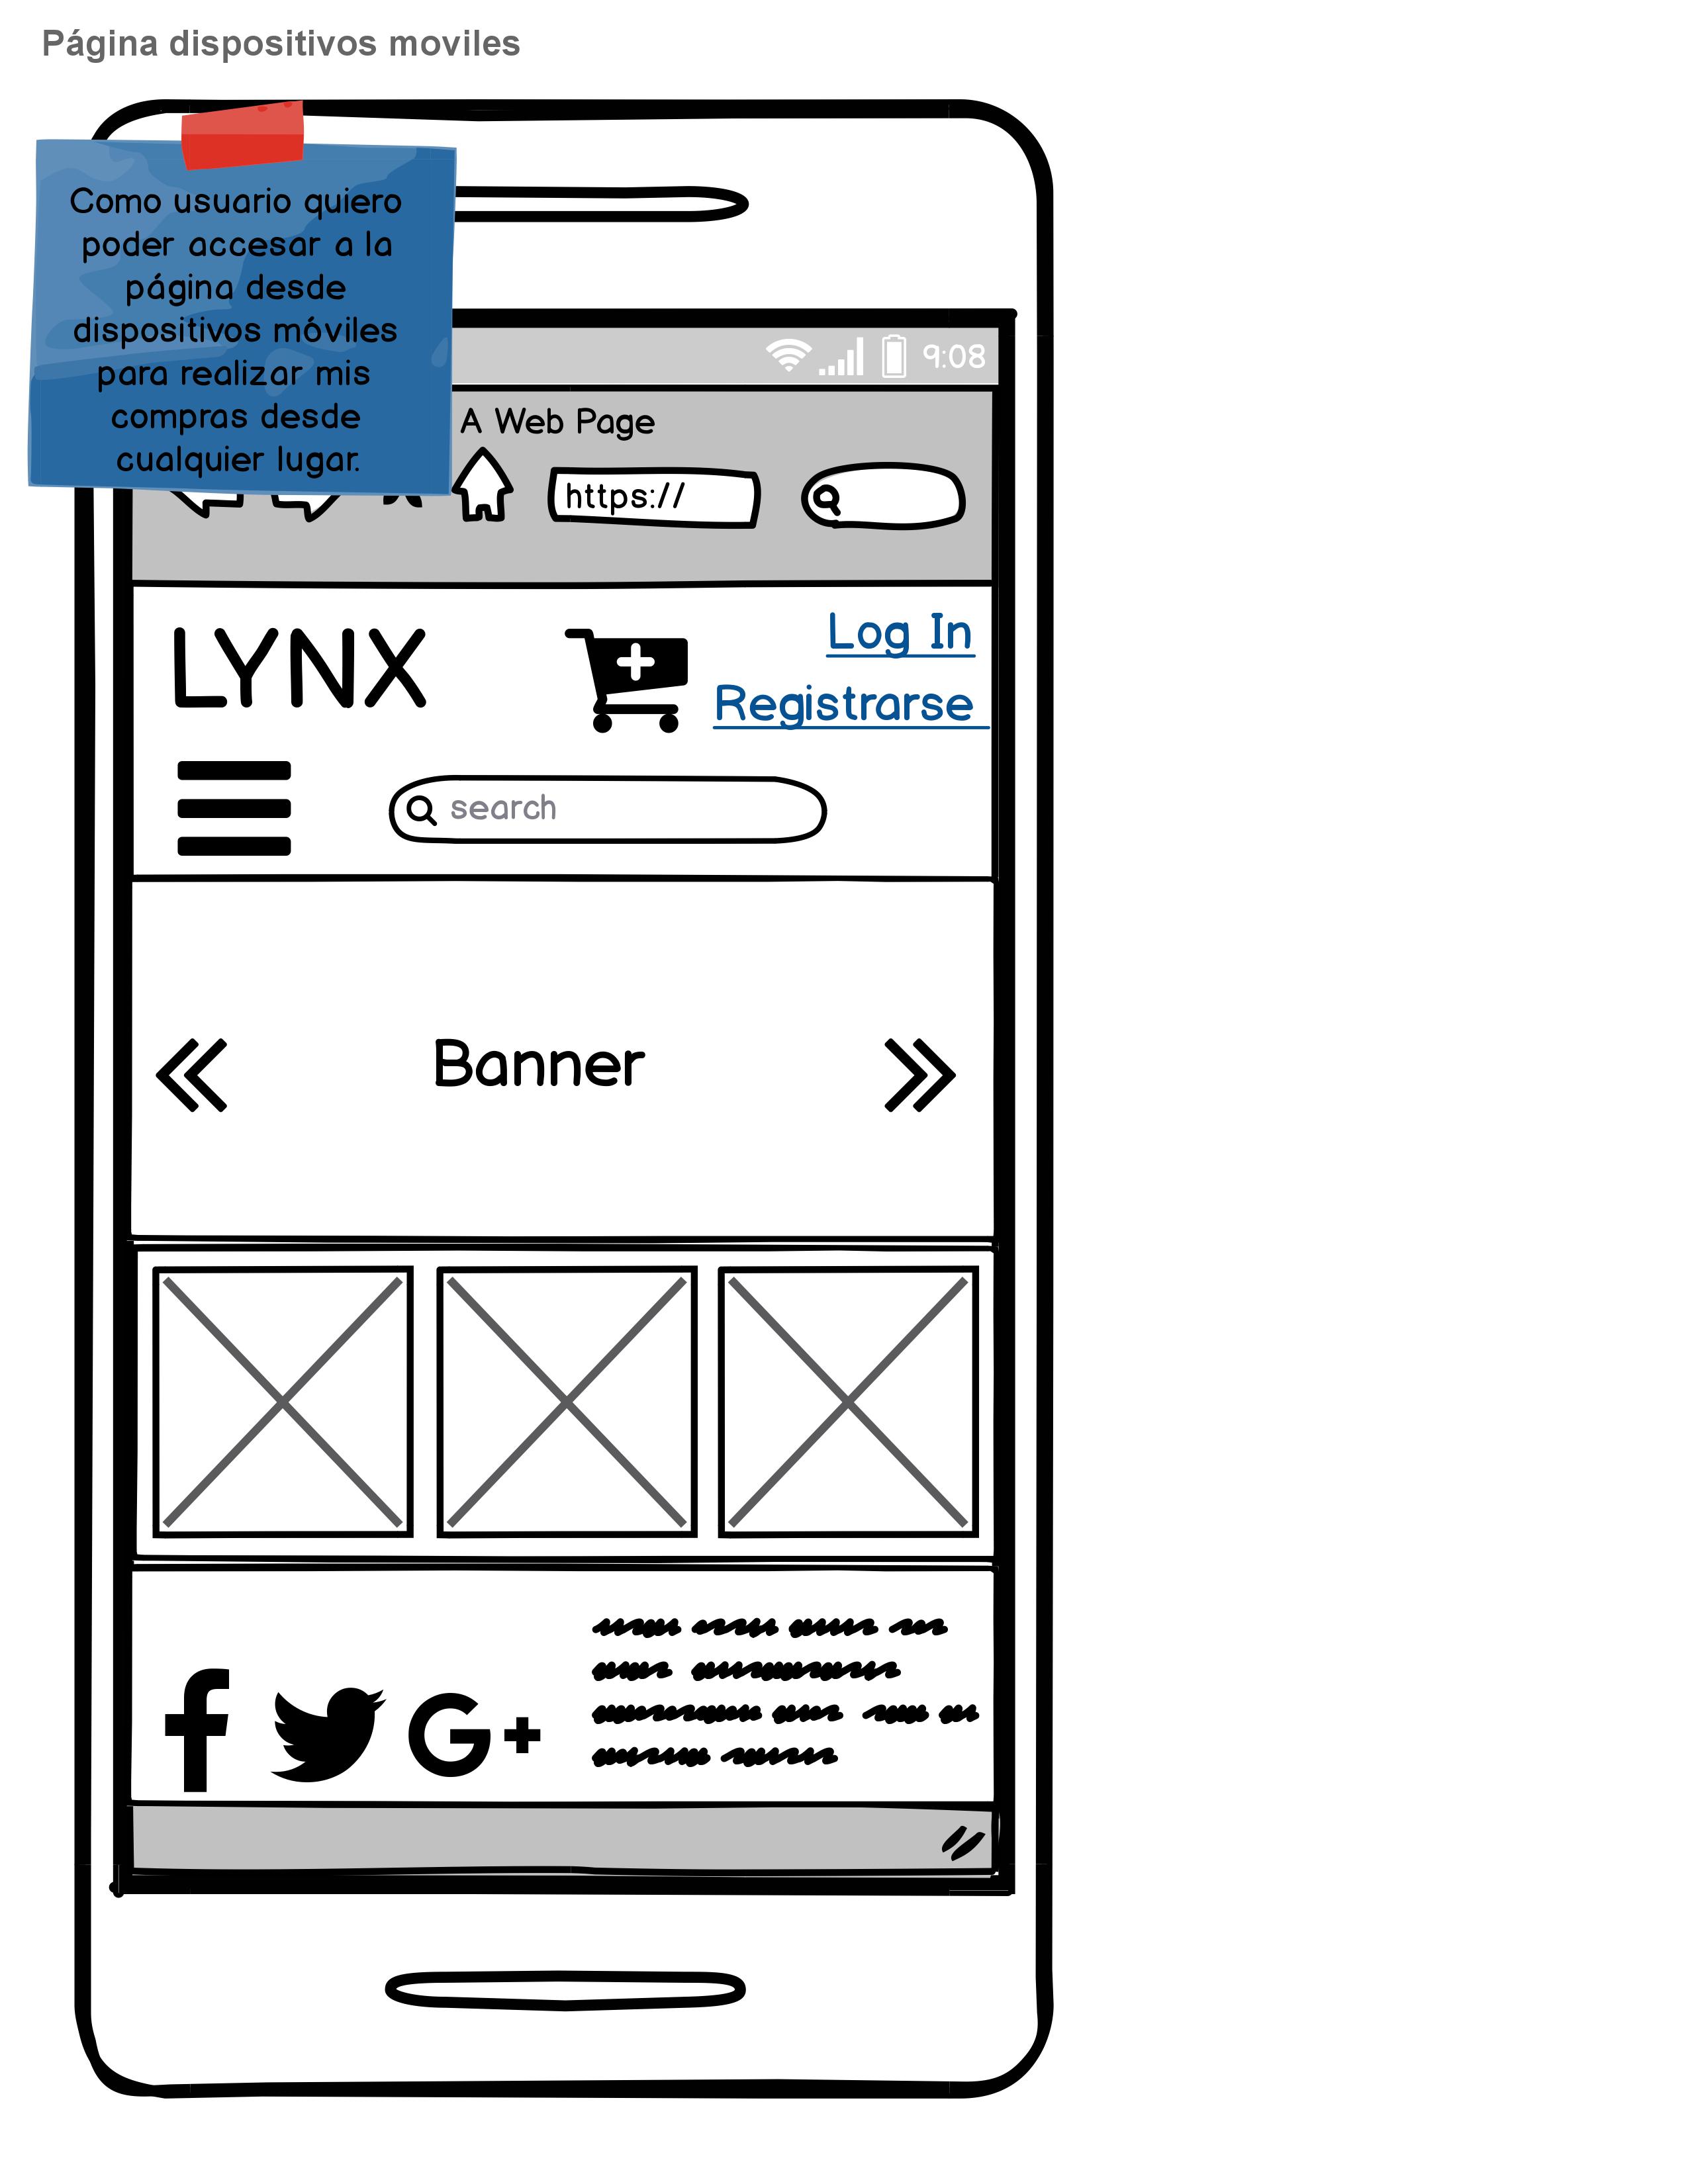 Página dispositivos moviles
Como usuario quiero
poder accesar a la
página desde
dispositivos móviles
para realizar mis
compras desde
cualquier lugar.
9:08
A Web Page
https://
LYNX
Log In
Registrarse
search
Banner
G+